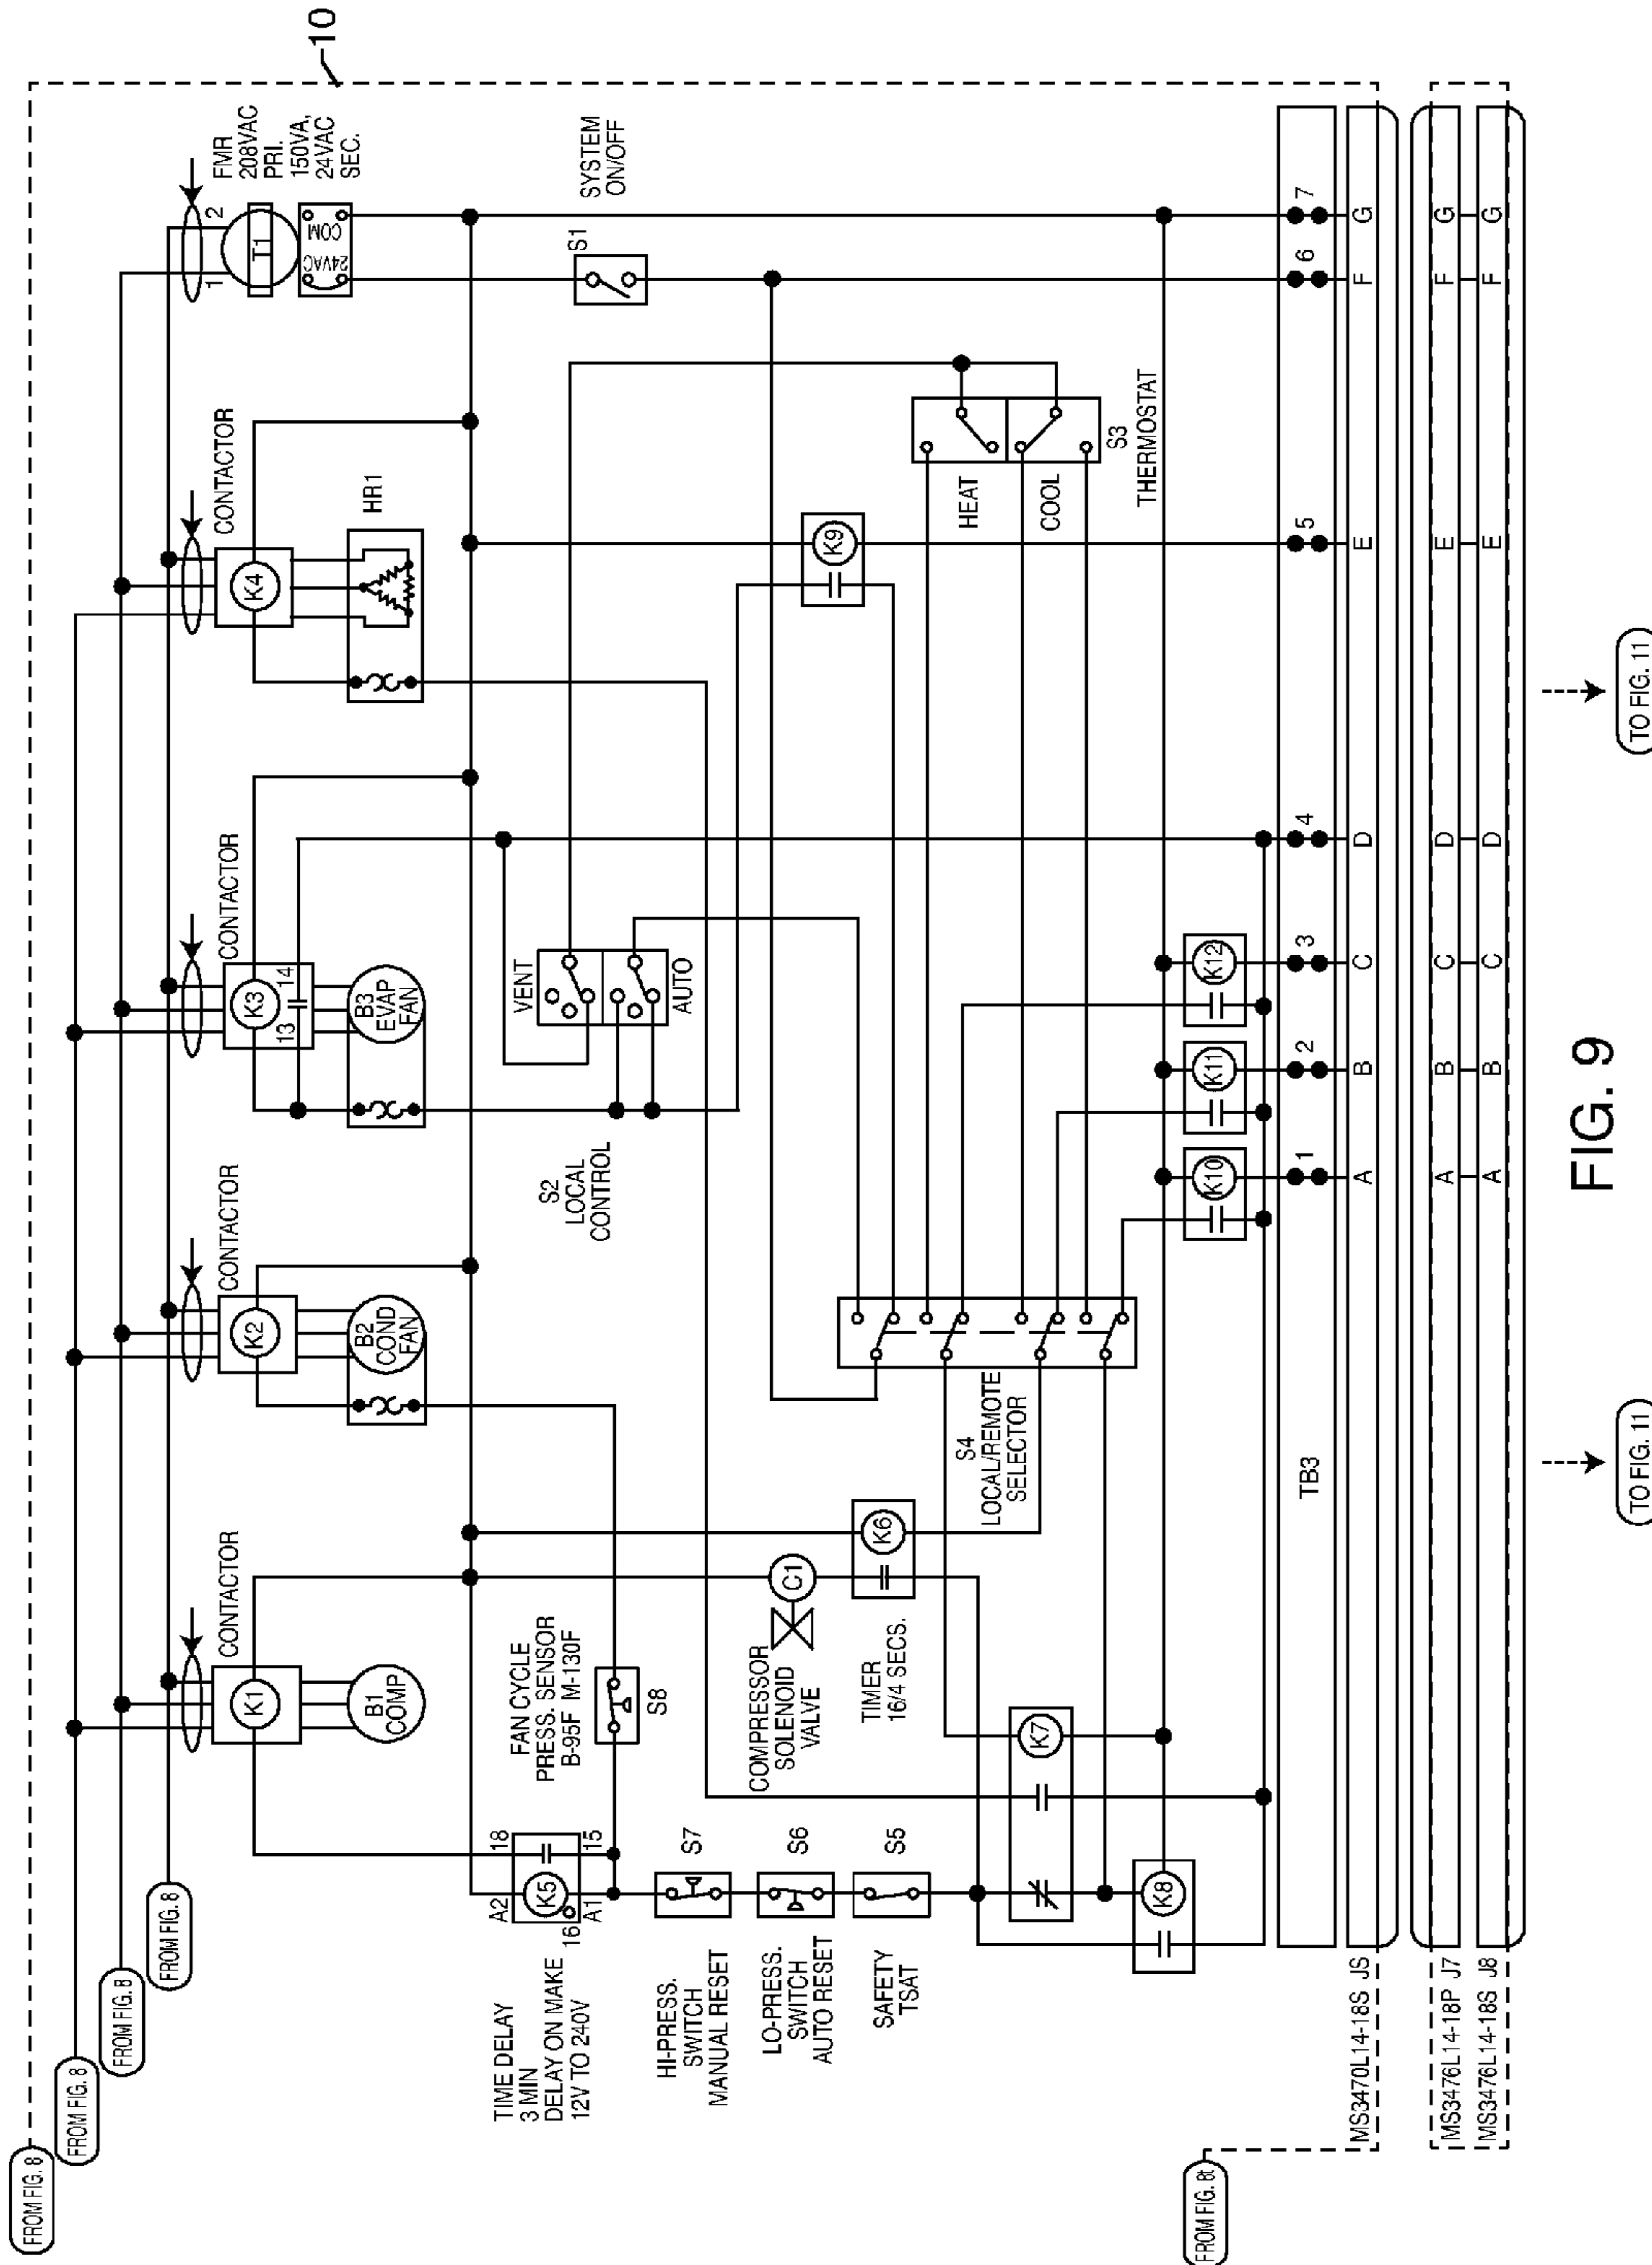 FIG. 9
10
FROM FIG. 8
FROM FIG. 8
FROM FIG. 8
FROM FIG. 8
CONTACTOR
K1
B1
COMP
CONTACTOR
K2
B2
COND
FAN
CONTACTOR
K3
13
14
B3
EVAP
FAN
CONTACTOR
K4
HR1
1
2
T1
24VAC
COM
FMR
208VAC
PRI.
150VA,
24VAC
SEC.
SYSTEM
ON/OFF
S1
TIME DELAY
3 MIN
DELAY ON MAKE
12V TO 240V
A2
18
K5
16
A1
15
FAN CYCLE
PRESS. SENSOR
B-95F M-130F
S8
S2
LOCAL
CONTROL
VENT
AUTO
HI-PRESS.
SWITCH
MANUAL RESET
S7
LO-PRESS.
SWITCH
AUTO RESET
S6
SAFETY
TSAT
S5
COMPRESSOR
SOLENOID
VALVE
C1
TIMER
16/4 SECS.
K6
S4
LOCAL/REMOTE
SELECTOR
K9
HEAT
COOL
S3
THERMOSTAT
K7
K8
K10
K11
K12
TB3
1
2
3
4
5
6
7
FROM FIG. 8t
MS3470L14-18S JS
A
B
C
D
E
F
G
MS3476L14-18P J7
A
B
C
D
E
F
G
MS3476L14-18S J8
A
B
C
D
E
F
G
TO FIG. 11
TO FIG. 11